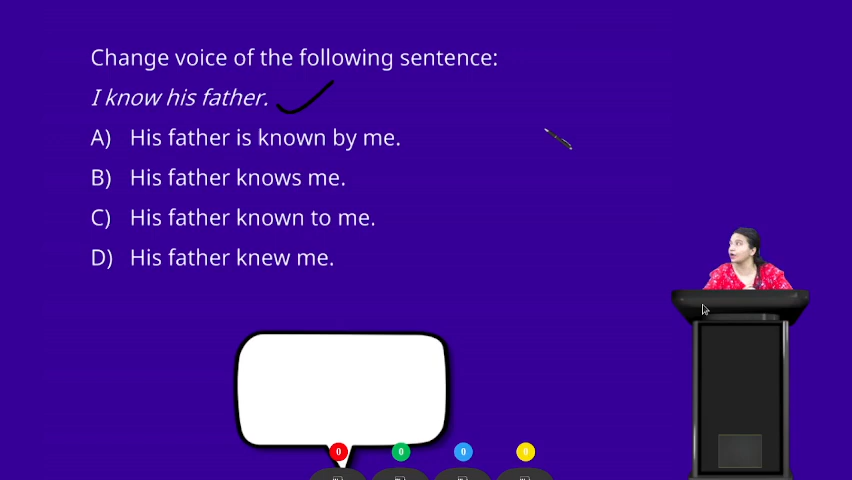 Change voice of the following sentence:
I know his father.
A) His father is known by me.
B) His father knows me.
C) His father known to me.
D) His father knew me.
0 0 0 0